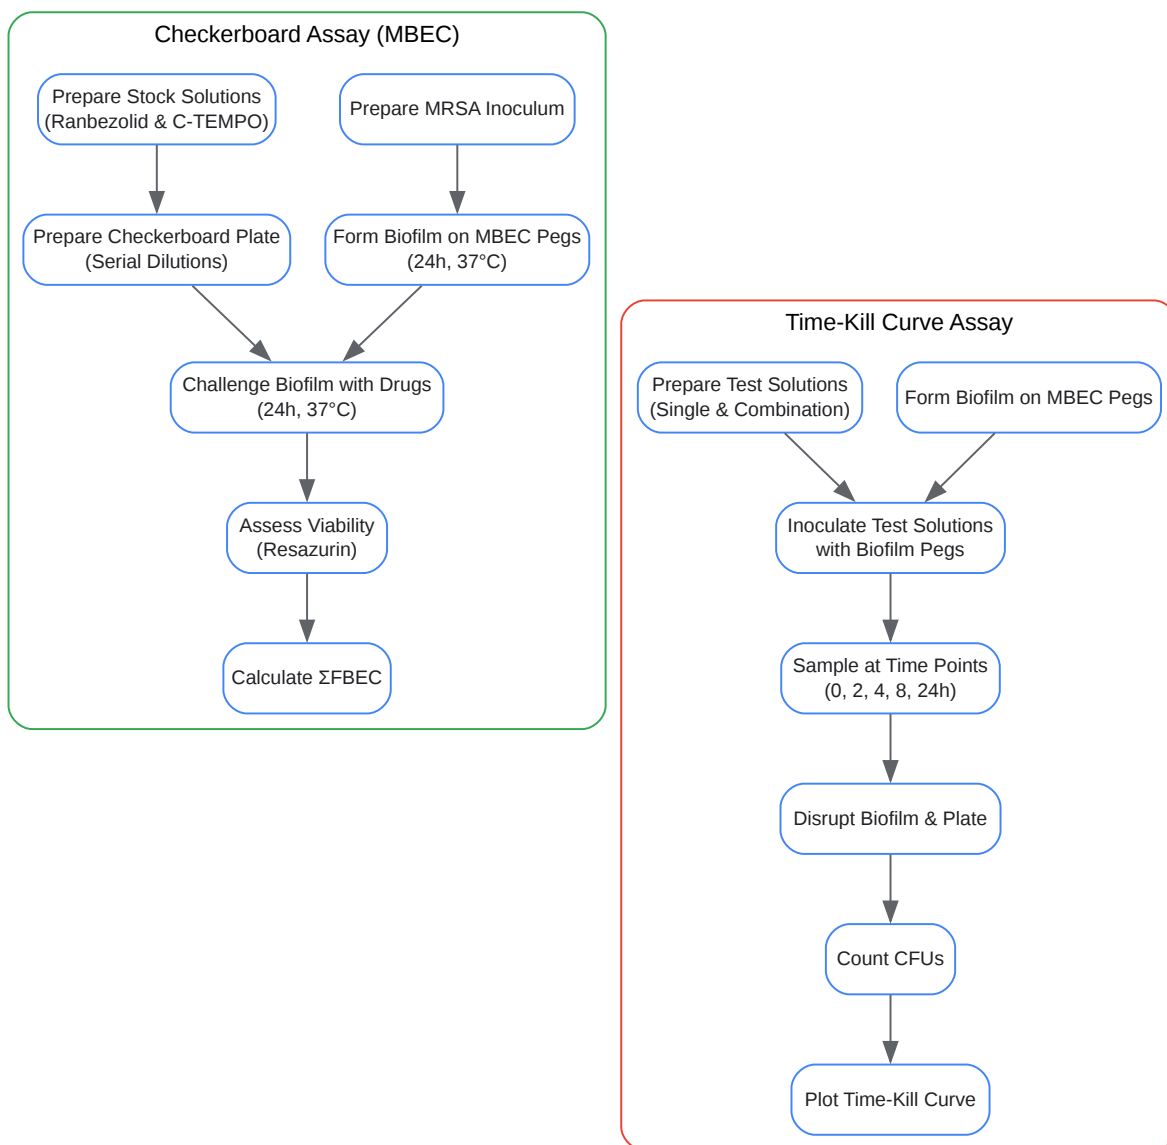 Checkerboard Assay (MBEC)
Prepare Stock Solutions
(Ranbezolid & C-TEMPO)
Prepare MRSA Inoculum
Prepare Checkerboard Plate
(Serial Dilutions)
Form Biofilm on MBEC Pegs
(24h, 37°C)
Challenge Biofilm with Drugs
(24h, 37°C)
Assess Viability
(Resazurin)
Calculate ΣFBEC
Time-Kill Curve Assay
Prepare Test Solutions
(Single & Combination)
Form Biofilm on MBEC Pegs
Inoculate Test Solutions
with Biofilm Pegs
Sample at Time Points
(0, 2, 4, 8, 24h)
Disrupt Biofilm & Plate
Count CFUs
Plot Time-Kill Curve